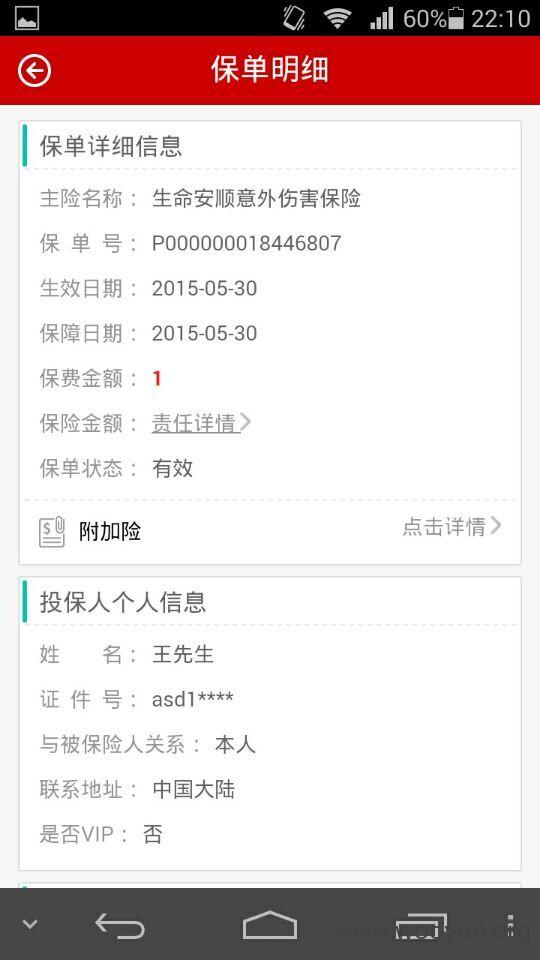 60% 22:10
保单明细
保单详细信息
主险名称： 生命安顺意外伤害保险
保 单 号： P000000018446807
生效日期： 2015-05-30
保障日期： 2015-05-30
保费金额： 1
保险金额： 责任详情
保单状态： 有效
附加险 点击详情
投保人个人信息
姓 名： 王先生
证 件 号： asd1****
与被保险人关系： 本人
联系地址： 中国大陆
是否VIP： 否
www.wooyun.org